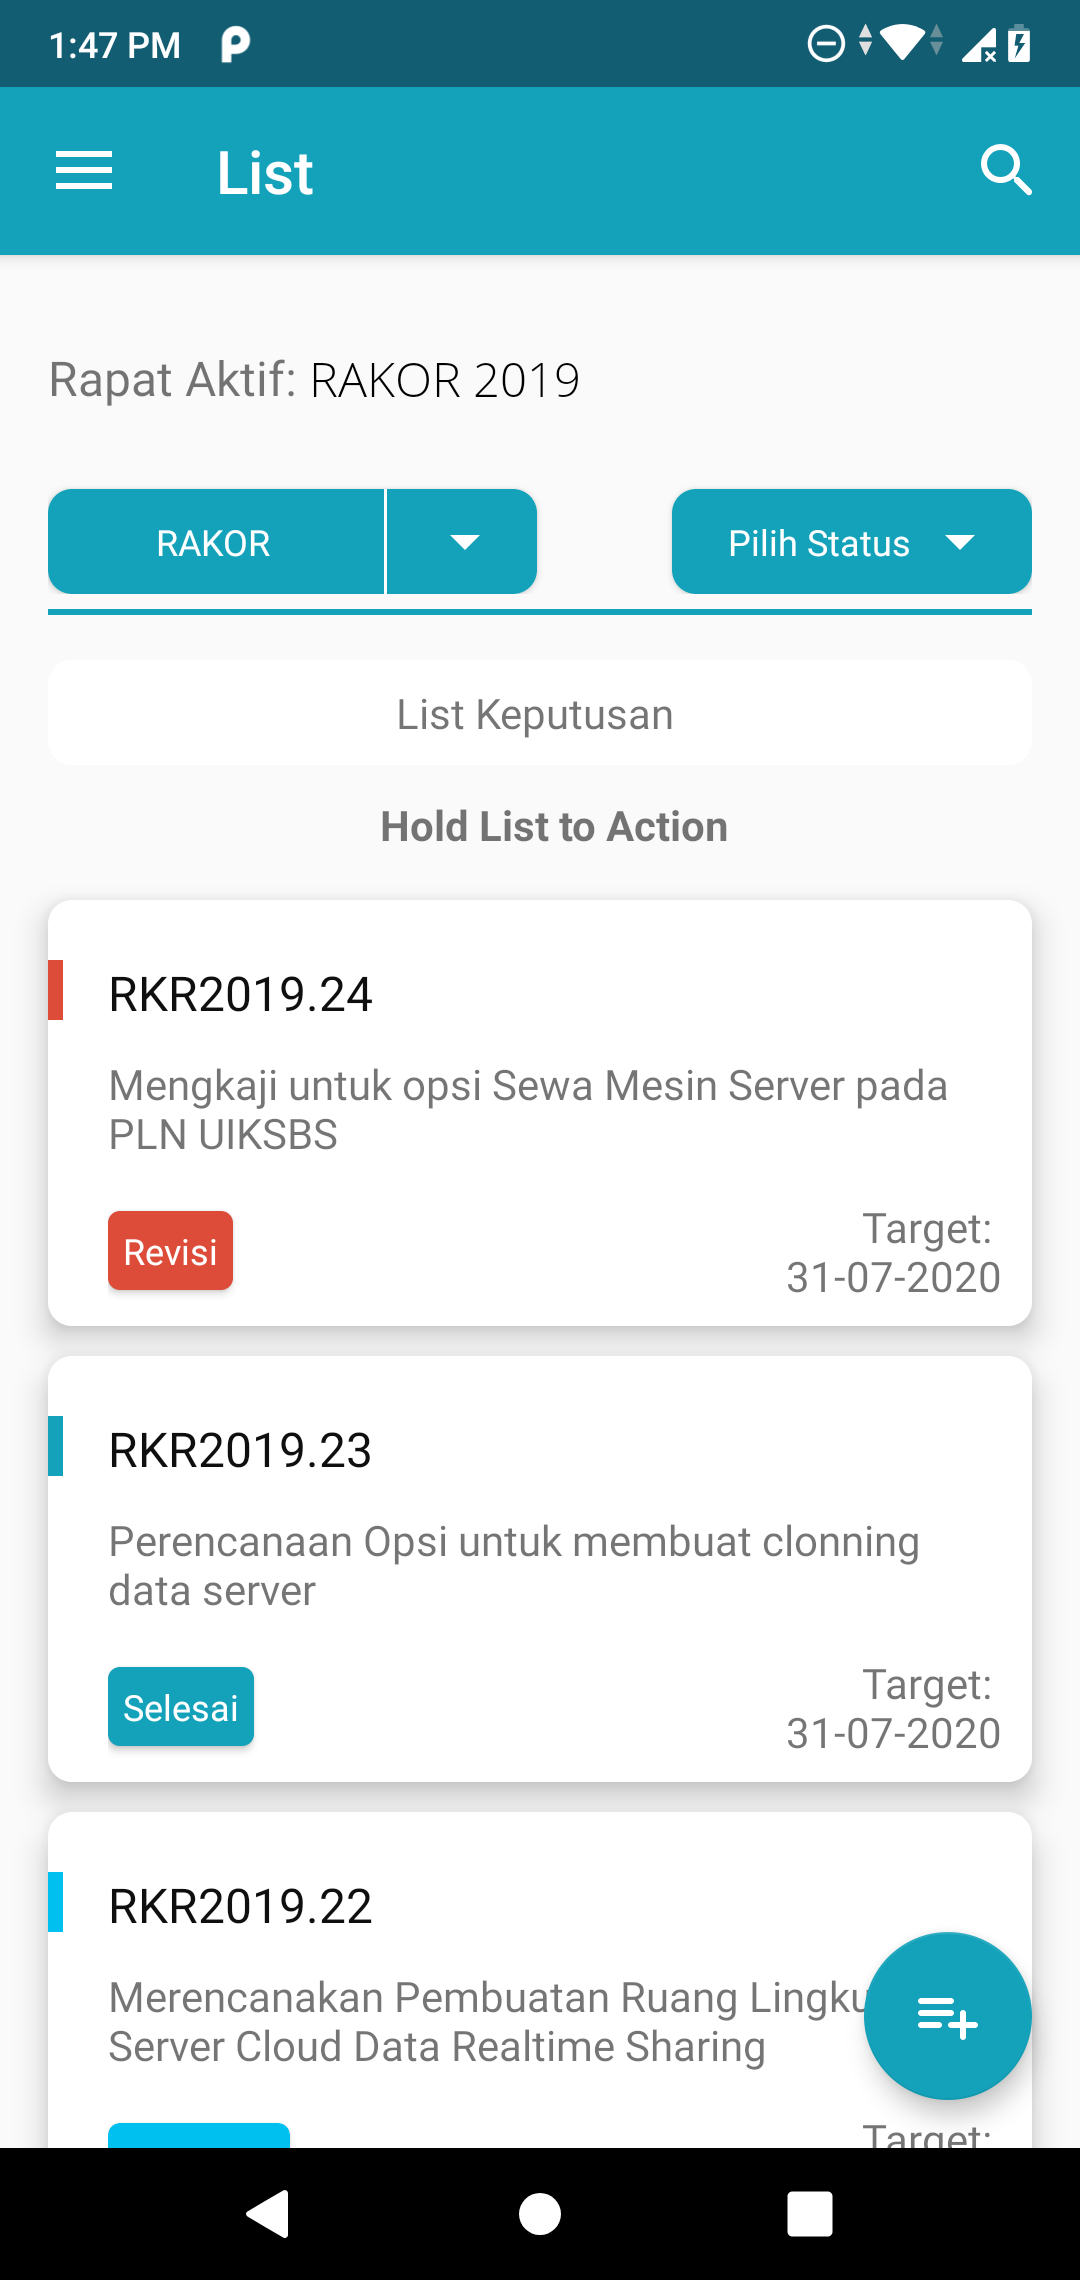 1:47 PM
List
Rapat Aktif: RAKOR 2019
RAKOR
Pilih Status
List Keputusan
Hold List to Action
RKR2019.24
Mengkaji untuk opsi Sewa Mesin Server pada
PLN UIKSBS
Revisi
Target:
31-07-2020
RKR2019.23
Perencanaan Opsi untuk membuat clonning
data server
Selesai
Target:
31-07-2020
RKR2019.22
Merencanakan Pembuatan Ruang
Server Cloud Data Realtime Sharing
Target: